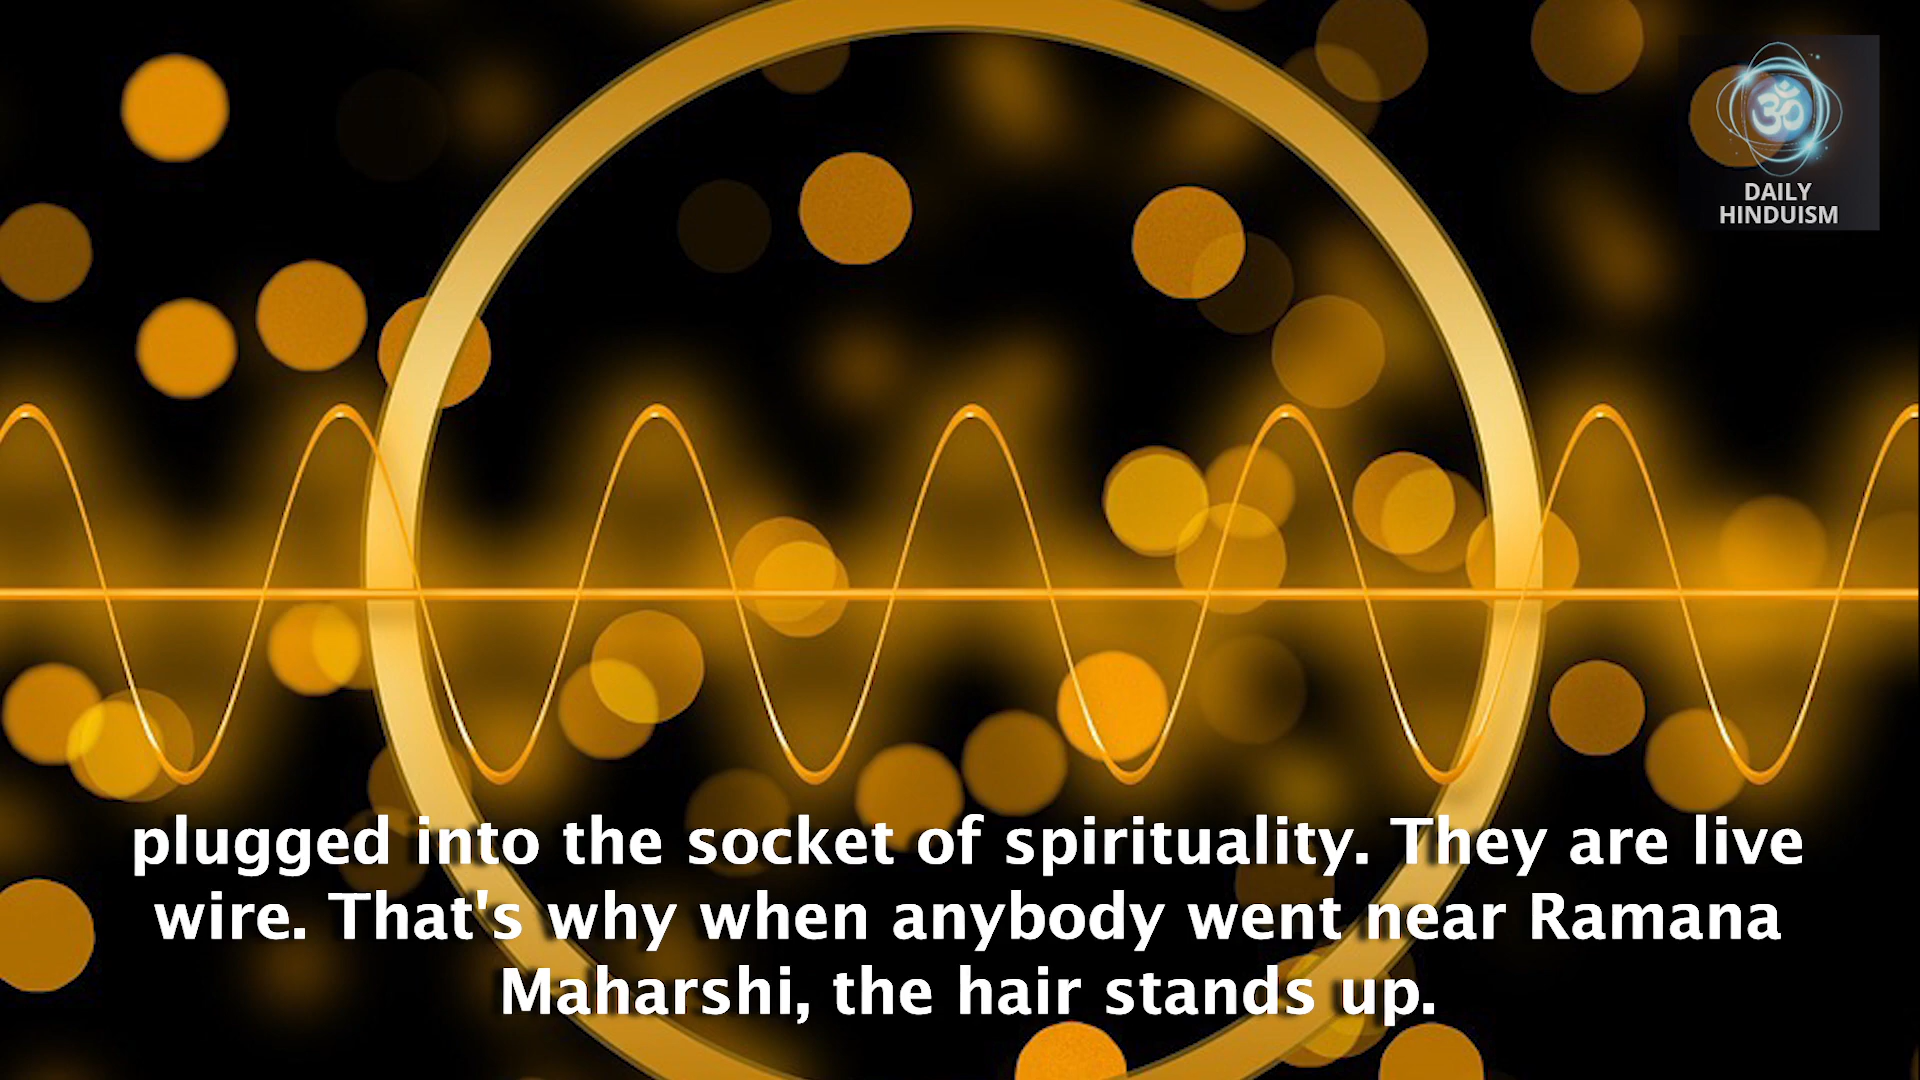 ॐ
DAILY
HINDUISM
plugged into the socket of spirituality. They are live
wire. That's why when anybody went near Ramana
Maharshi, the hair stands up.